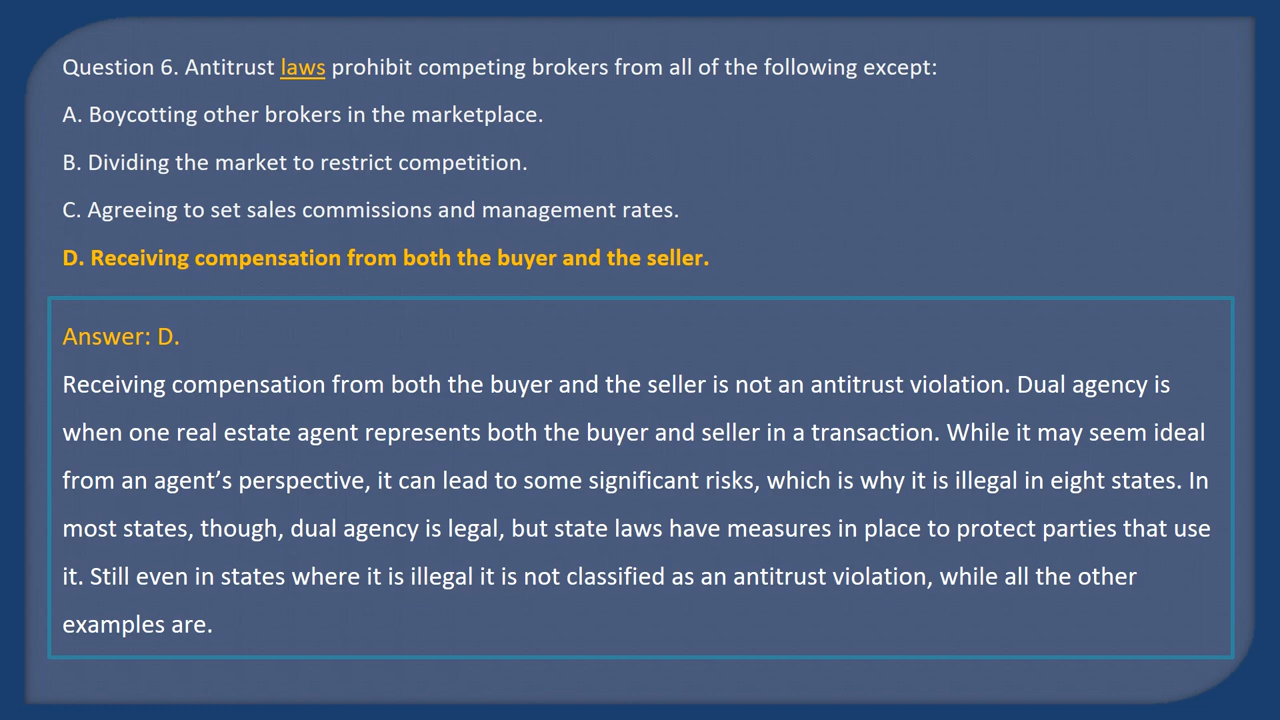 Question 6. Antitrust laws prohibit competing brokers from all of the following except:
A. Boycotting other brokers in the marketplace.
B. Dividing the market to restrict competition.
C. Agreeing to set sales commissions and management rates.
D. Receiving compensation from both the buyer and the seller.
Answer: D.
Receiving compensation from both the buyer and the seller is not an antitrust violation. Dual agency is
when one real estate agent represents both the buyer and seller in a transaction. While it may seem ideal
from an agent’s perspective, it can lead to some significant risks, which is why it is illegal in eight states. In
most states, though, dual agency is legal, but state laws have measures in place to protect parties that use
it. Still even in states where it is illegal it is not classified as an antitrust violation, while all the other
examples are.